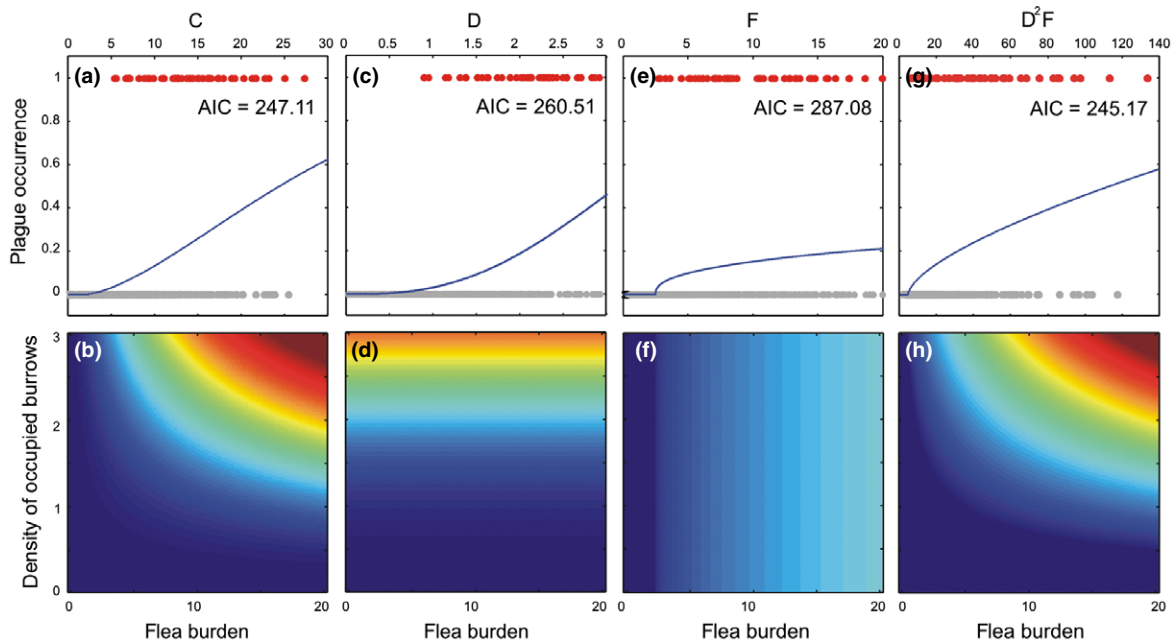 C D F D²F
0 5 10 15 20 25 30 0 0.5 1 1.5 2 2.5 3 0 5 10 15 20 0 20 40 60 80 100 120 140
(a) (c) (e) (g)
AIC = 247.11 AIC = 260.51 AIC = 287.08 AIC = 245.17
Plague occurrence
1
0.8
0.6
0.4
0.2
0
(b) (d) (f) (h)
Density of occupied burrows
3
2
1
0
0 10 20 0 10 20 0 10 20 0 10 20
Flea burden Flea burden Flea burden Flea burden